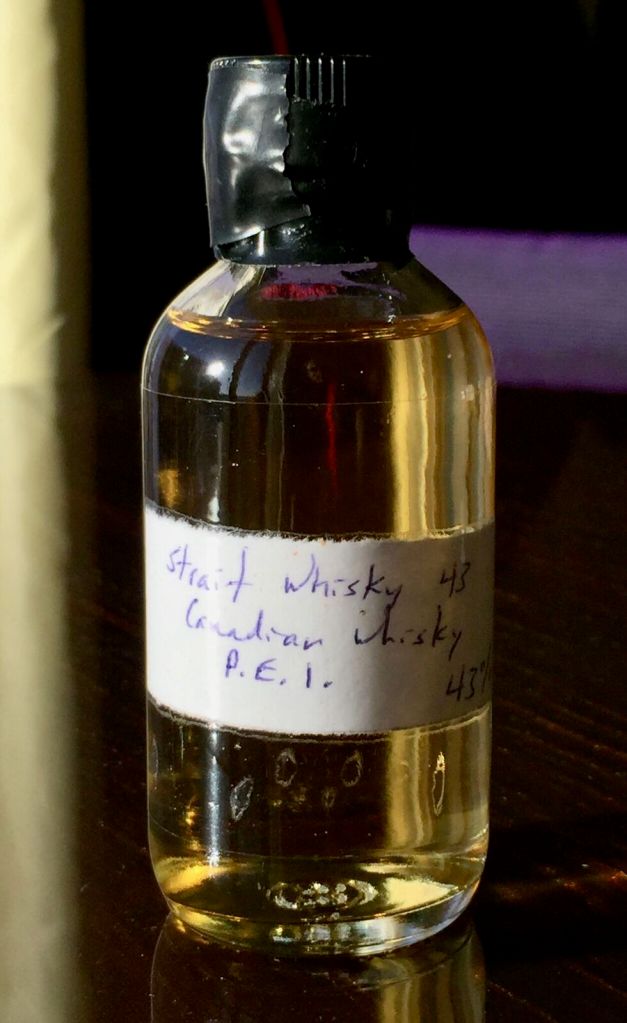 Strait Whisky 43
Canadian Whisky
P.E.I.
43%